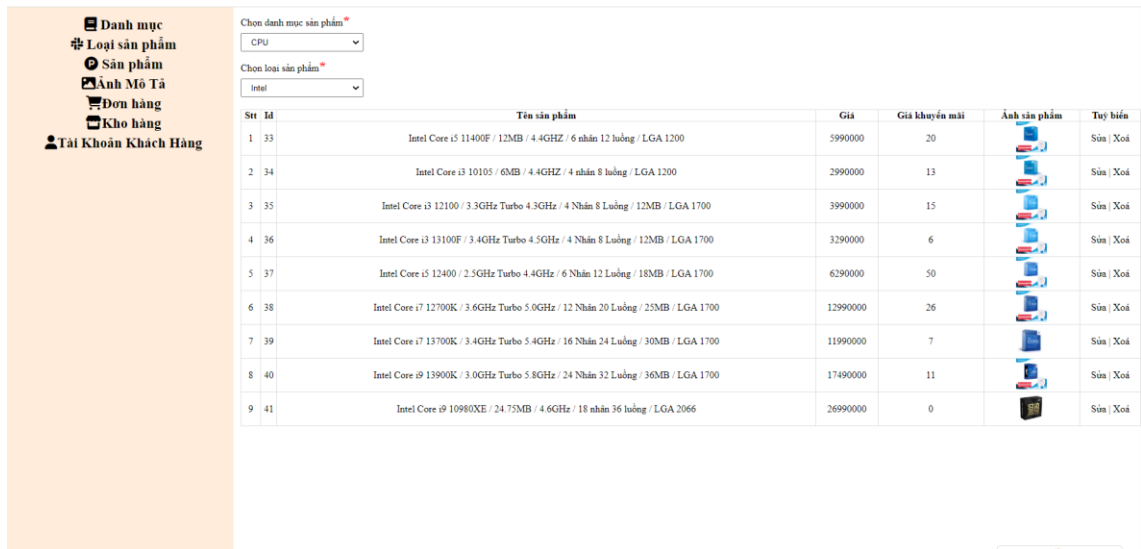 Danh mục
Loại sản phẩm
Sản phẩm
Ảnh Mô Tả
Đơn hàng
Kho hàng
Tài Khoản Khách Hàng
Chọn danh mục sản phẩm*
CPU
Chọn loại sản phẩm*
Intel
Stt Id Tên sản phẩm Giá Giá khuyến mãi Ảnh sản phẩm Tuỳ biến
1 33 Intel Core i5 11400F / 12MB / 4.4GHZ / 6 nhân 12 luồng / LGA 1200 5990000 20 Sửa | Xoá
2 34 Intel Core i3 10105 / 6MB / 4.4GHZ / 4 nhân 8 luồng / LGA 1200 2990000 13 Sửa | Xoá
3 35 Intel Core i3 12100 / 3.3GHz Turbo 4.3GHz / 4 Nhân 8 Luồng / 12MB / LGA 1700 3990000 15 Sửa | Xoá
4 36 Intel Core i3 13100F / 3.4GHz Turbo 4.5GHz / 4 Nhân 8 Luồng / 12MB / LGA 1700 3290000 6 Sửa | Xoá
5 37 Intel Core i5 12400 / 2.5GHz Turbo 4.4GHz / 6 Nhân 12 Luồng / 18MB / LGA 1700 6290000 50 Sửa | Xoá
6 38 Intel Core i7 12700K / 3.6GHz Turbo 5.0GHz / 12 Nhân 20 Luồng / 25MB / LGA 1700 12990000 26 Sửa | Xoá
7 39 Intel Core i7 13700K / 3.4GHz Turbo 5.4GHz / 16 Nhân 24 Luồng / 30MB / LGA 1700 11990000 7 Sửa | Xoá
8 40 Intel Core i9 13900K / 3.0GHz Turbo 5.8GHz / 24 Nhân 32 Luồng / 36MB / LGA 1700 17490000 11 Sửa | Xoá
9 41 Intel Core i9 10980XE / 24.75MB / 4.6GHz / 18 nhân 36 luồng / LGA 2066 26990000 0 Sửa | Xoá